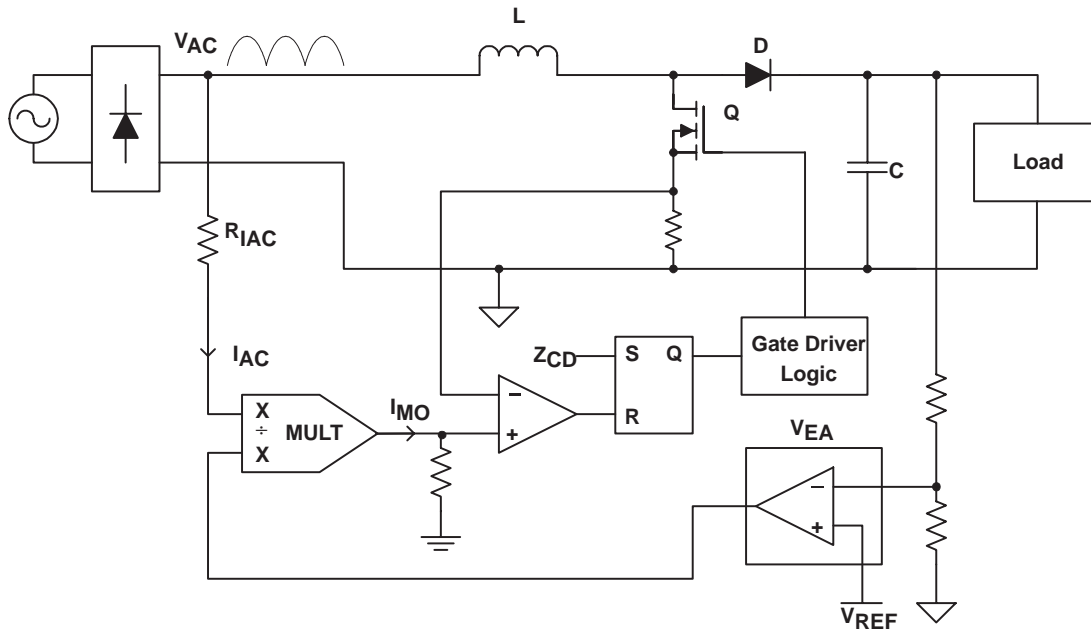 L
VAC
D
Q
C
Load
RIAC
IAC
ZCD
S Q
R
Gate Driver
Logic
X
÷
X
MULT
IMO
−
+
VEA
−
+
VREF